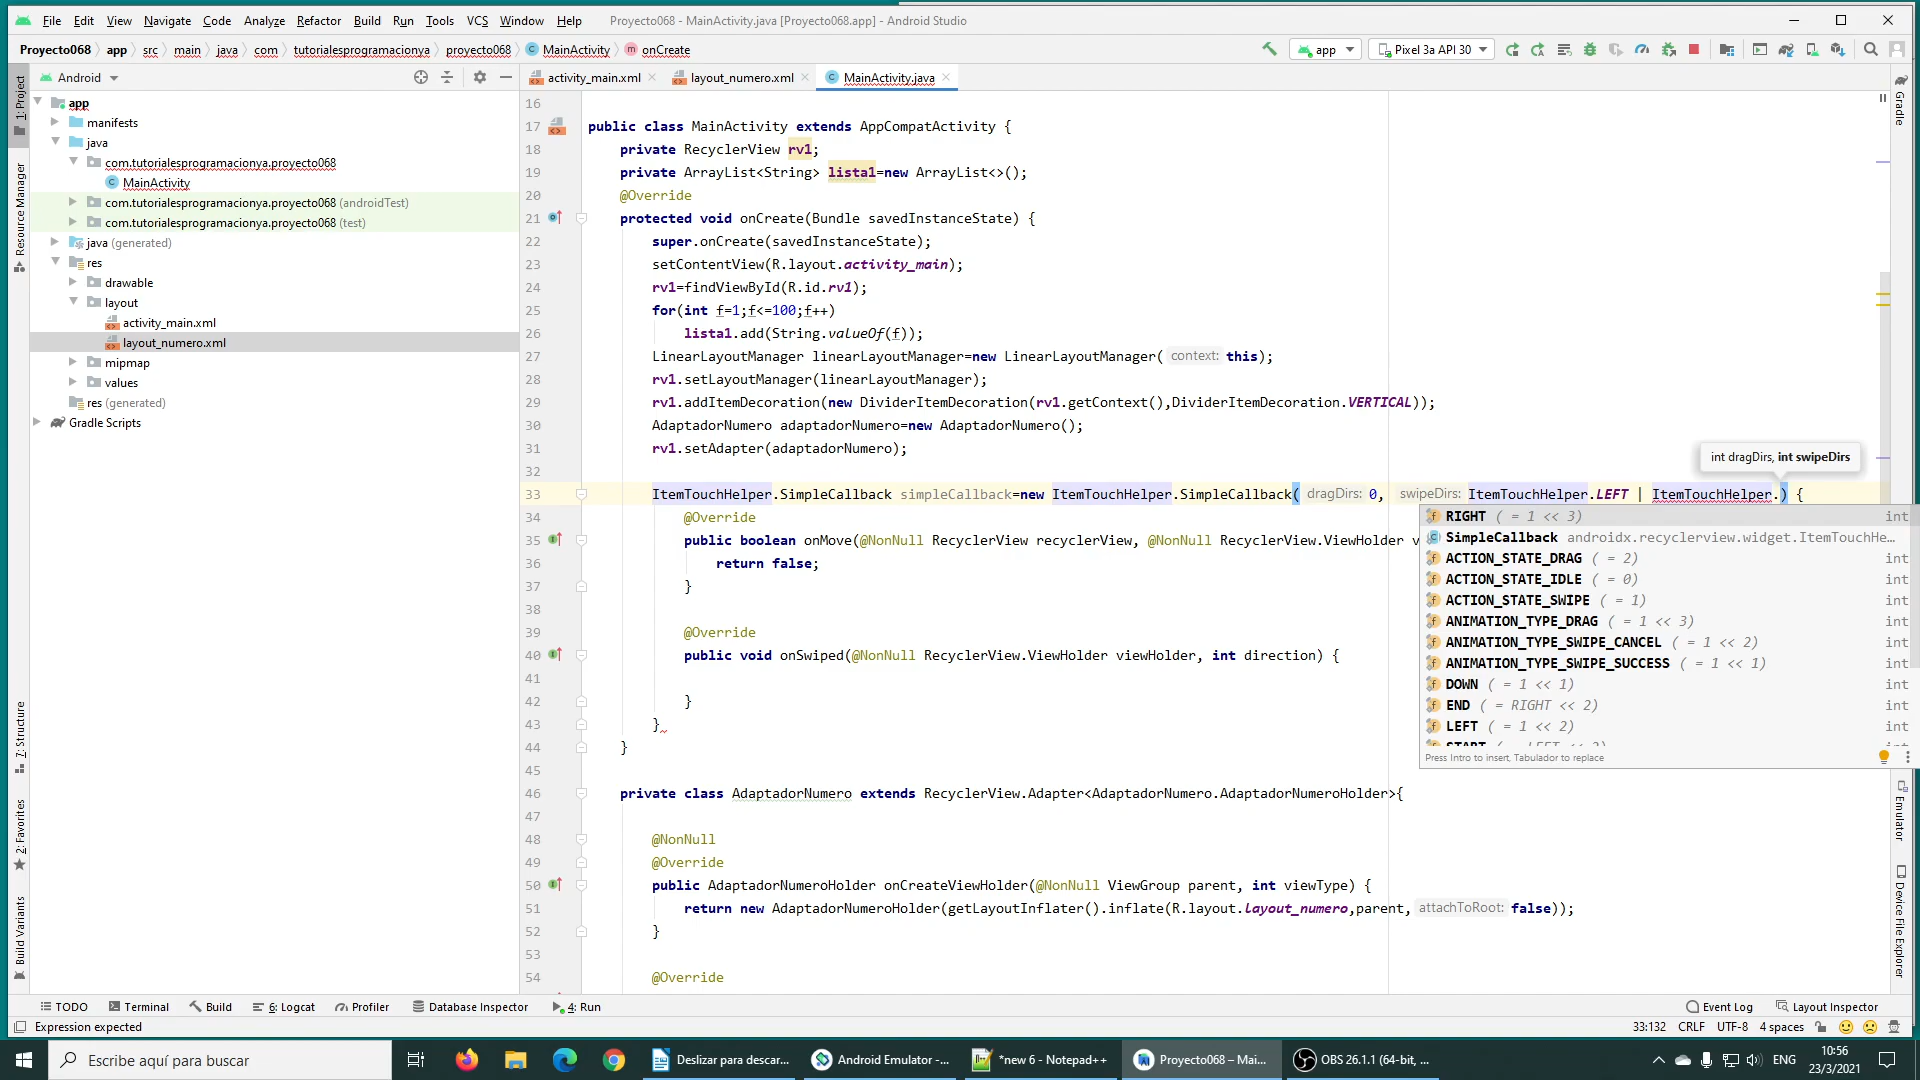 File Edit View Navigate Code Analyze Refactor Build Run Tools VCS Window Help Proyecto068 - MainActivity.java [Proyecto068.app] - Android Studio
Proyecto068 app src main java com tutorialesprogramacionya proyecto068 MainActivity onCreate app Pixel 3a API 30
Android activity_main.xml layout_numero.xml MainActivity.java
app
manifests
java
com.tutorialesprogramacionya.proyecto068
MainActivity
com.tutorialesprogramacionya.proyecto068 (androidTest)
com.tutorialesprogramacionya.proyecto068 (test)
java (generated)
res
drawable
layout
activity_main.xml
layout_numero.xml
mipmap
values
res (generated)
Gradle Scripts
1: Project
Resource Manager
7: Structure
2: Favorites
Build Variants
16
17 public class MainActivity extends AppCompatActivity {
18 private RecyclerView rv1;
19 private ArrayList<String> lista1=new ArrayList<>();
20 @Override
21 protected void onCreate(Bundle savedInstanceState) {
22 super.onCreate(savedInstanceState);
23 setContentView(R.layout.activity_main);
24 rv1=findViewById(R.id.rv1);
25 for(int f=1;f<=100;f++)
26 lista1.add(String.valueOf(f));
27 LinearLayoutManager linearLayoutManager=new LinearLayoutManager( context: this);
28 rv1.setLayoutManager(linearLayoutManager);
29 rv1.addItemDecoration(new DividerItemDecoration(rv1.getContext(),DividerItemDecoration.VERTICAL));
30 AdaptadorNumero adaptadorNumero=new AdaptadorNumero();
31 rv1.setAdapter(adaptadorNumero);
32
int dragDirs, int swipeDirs
33 ItemTouchHelper.SimpleCallback simpleCallback=new ItemTouchHelper.SimpleCallback( dragDirs: 0, swipeDirs: ItemTouchHelper.LEFT | ItemTouchHelper.) {
34 @Override
35 public boolean onMove(@NonNull RecyclerView recyclerView, @NonNull RecyclerView.ViewHolder v
36 return false;
37 }
38
39 @Override
40 public void onSwiped(@NonNull RecyclerView.ViewHolder viewHolder, int direction) {
41
42 }
43 }
44 }
45
46 private class AdaptadorNumero extends RecyclerView.Adapter<AdaptadorNumero.AdaptadorNumeroHolder>{
47
48 @NonNull
49 @Override
50 public AdaptadorNumeroHolder onCreateViewHolder(@NonNull ViewGroup parent, int viewType) {
51 return new AdaptadorNumeroHolder(getLayoutInflater().inflate(R.layout.layout_numero,parent, attachToRoot: false));
52 }
53
54 @Override
RIGHT ( = 1 << 3) int
SimpleCallback androidx.recyclerview.widget.ItemTouchHe...
ACTION_STATE_DRAG ( = 2) int
ACTION_STATE_IDLE ( = 0) int
ACTION_STATE_SWIPE ( = 1) int
ANIMATION_TYPE_DRAG ( = 1 << 3) int
ANIMATION_TYPE_SWIPE_CANCEL ( = 1 << 2) int
ANIMATION_TYPE_SWIPE_SUCCESS ( = 1 << 1) int
DOWN ( = 1 << 1) int
END ( = RIGHT << 2) int
LEFT ( = 1 << 2) int
START ( = LEFT << 2) int
Press Intro to insert, Tabulador to replace
Gradle
Emulator
Device File Explorer
TODO Terminal Build 6: Logcat Profiler Database Inspector 4: Run Event Log Layout Inspector
Expression expected 33:132 CRLF UTF-8 4 spaces
Escribe aquí para buscar Deslizar para descar... Android Emulator -... *new 6 - Notepad++ Proyecto068 – Mai... OBS 26.1.1 (64-bit, ... ENG 10:56
23/3/2021